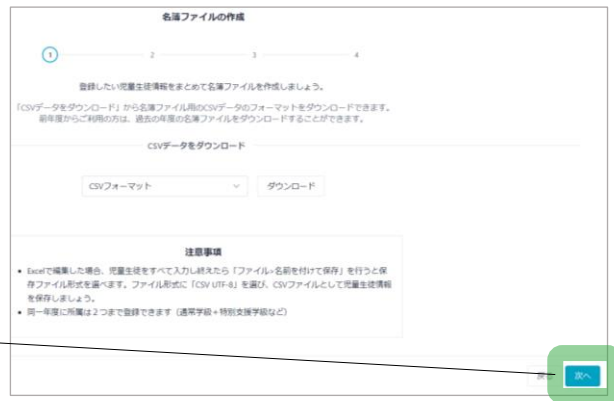 名簿ファイルの作成
1 2 3 4
登録したい児童生徒情報をまとめて名簿ファイルを作成しましょう。
「CSVデータをダウンロード」から名簿ファイル用のCSVデータのフォーマットをダウンロードできます。
前年度からご利用の方は、過去の年度の名簿ファイルをダウンロードすることができます。
CSVデータをダウンロード
CSVフォーマット ダウンロード
注意事項
• Excelで編集した場合、児童生徒をすべて入力し終えたら「ファイル>名前を付けて保存」を行うと保
存ファイル形式を選べます。ファイル形式に「CSV UTF-8」を選び、CSVファイルとして児童生徒情報
を保存しましょう。
• 同一年度に所属は２つまで登録できます（通常学級+特別支援学級など）
次へ